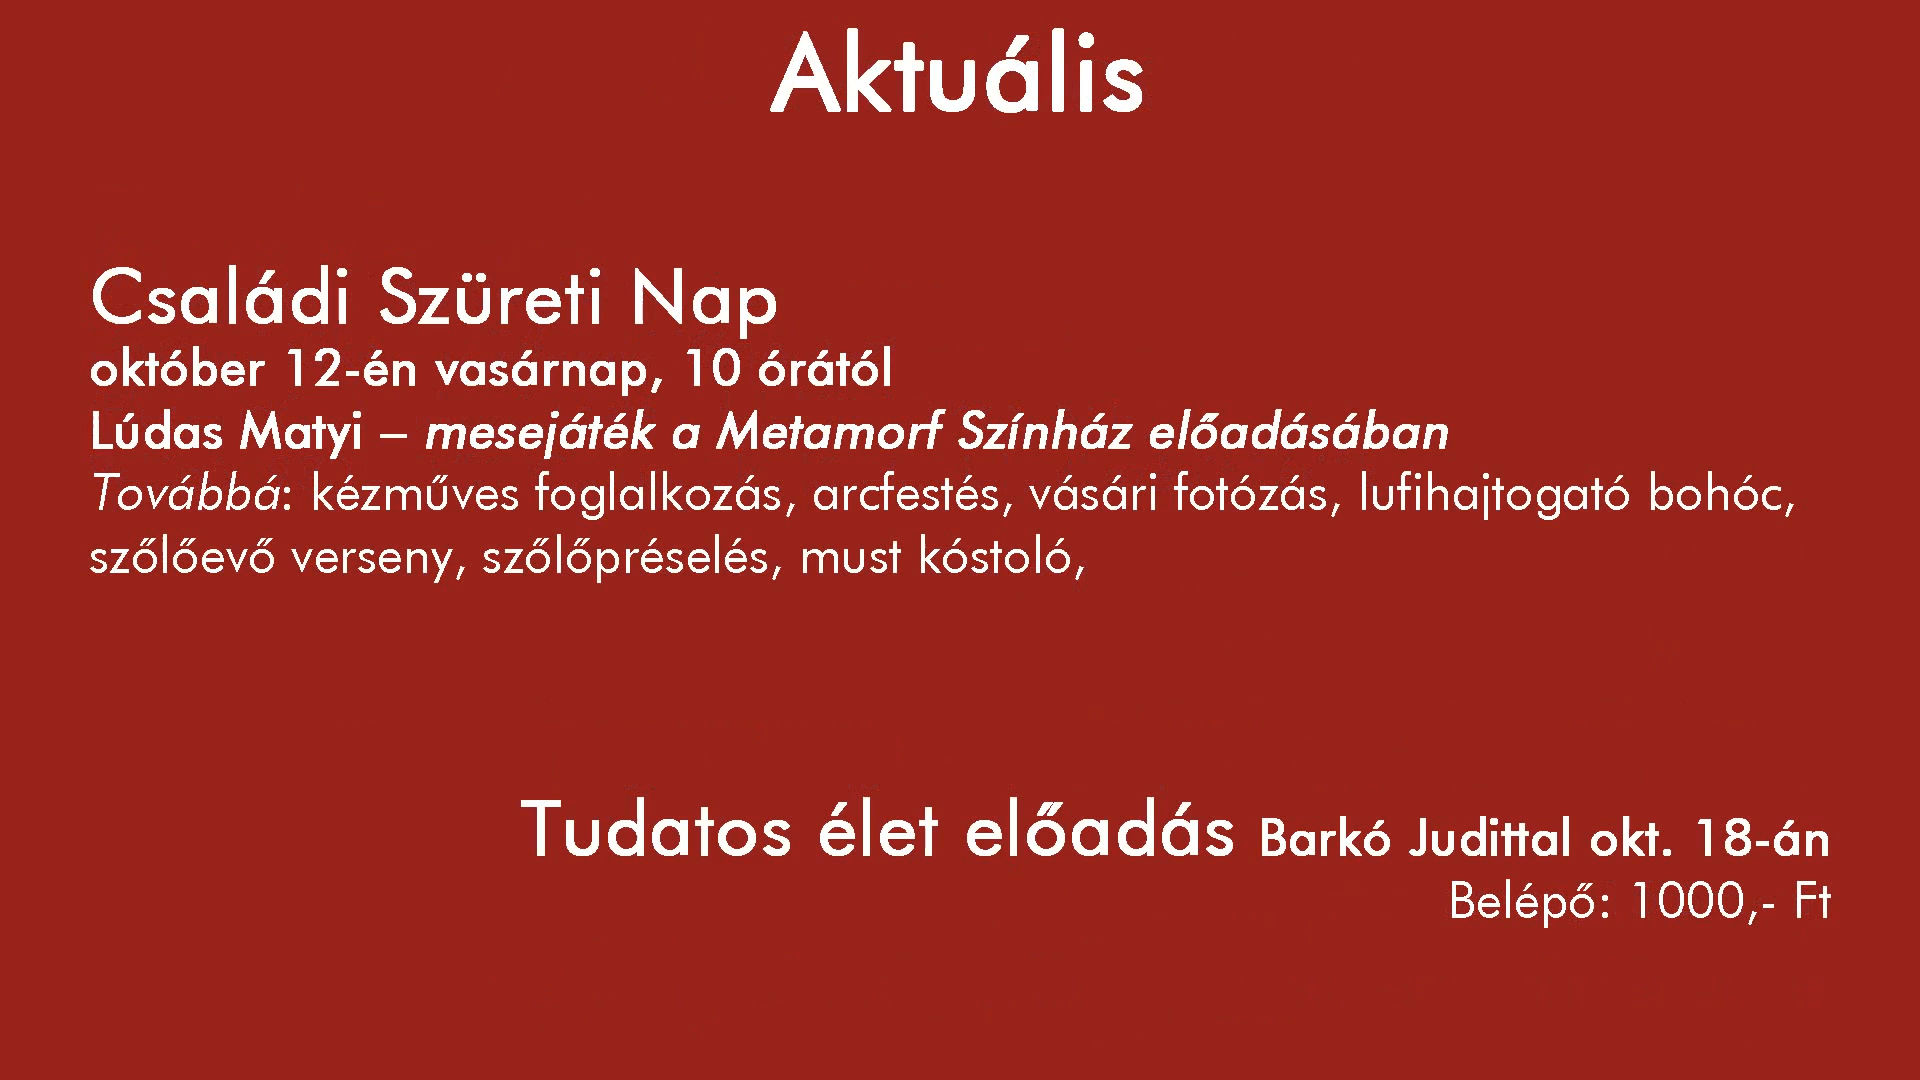 Aktuális
Családi Szüreti Nap
október 12-én vasárnap, 10 órától
Lúdas Matyi – mesejáték a Metamorf Színház előadásában
Továbbá: kézműves foglalkozás, arcfestés, vásári fotózás, lufihajtogató bohóc,
szőlőevő verseny, szőlőpréselés, must kóstoló,
Tudatos élet előadás Barkó Judittal okt. 18-án
Belépő: 1000,- Ft